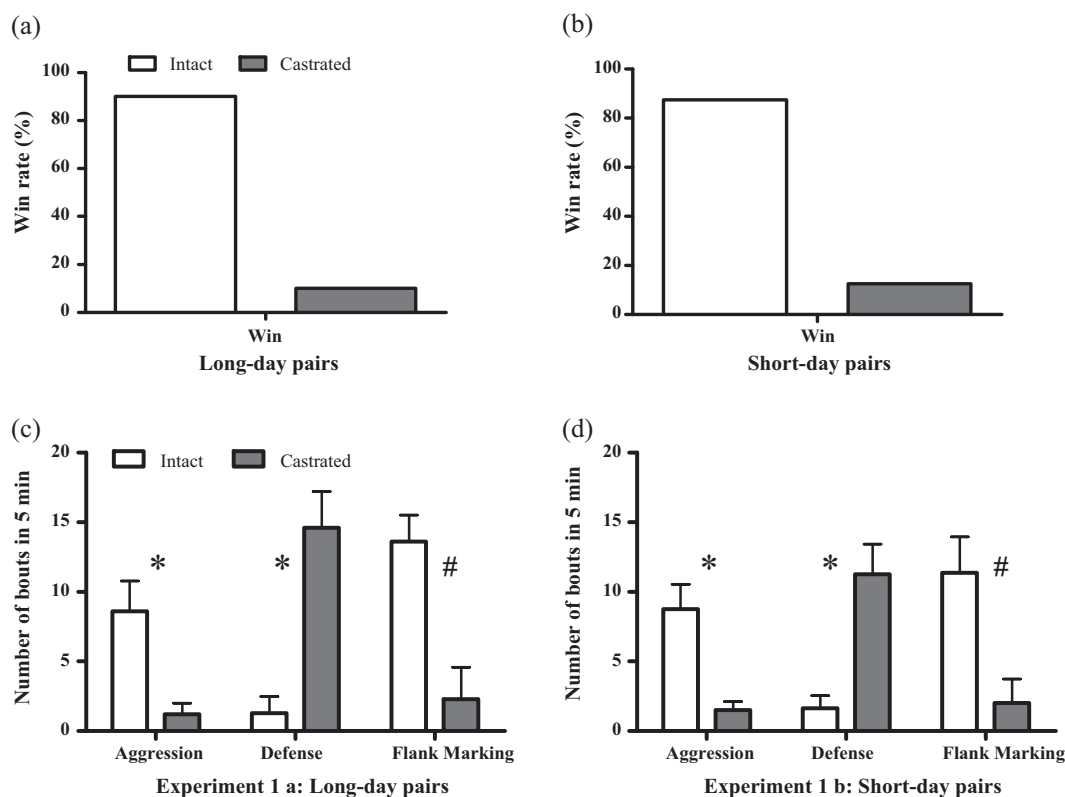 (a)
Intact Castrated
100
80
60
40
20
0
Win rate (%)
Win
Long-day pairs
(b)
100
80
60
40
20
0
Win rate (%)
Win
Short-day pairs
(c)
Intact Castrated
20
15
10
5
0
Number of bouts in 5 min
* * #
Aggression Defense Flank Marking
Experiment 1 a: Long-day pairs
(d)
20
15
10
5
0
Number of bouts in 5 min
* * #
Aggression Defense Flank Marking
Experiment 1 b: Short-day pairs